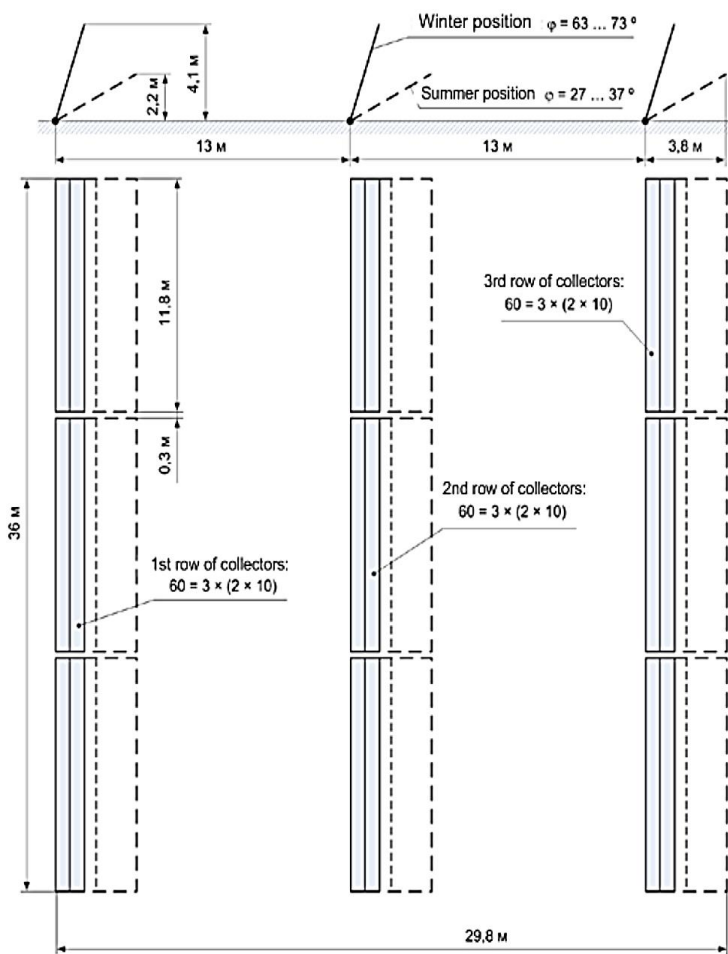 Winter position φ = 63 ... 73 º
4,1 м
2,2 м
Summer position φ = 27 ... 37 º
13 м
13 м
3,8 м
11,8 м
3rd row of collectors:
60 = 3 × (2 × 10)
0,3 м
36 м
2nd row of collectors:
60 = 3 × (2 × 10)
1st row of collectors:
60 = 3 × (2 × 10)
29,8 м